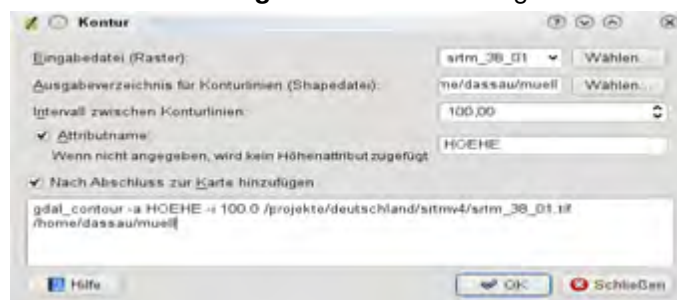 Kontur
Eingabedatei (Raster): srtm_38_01 Wählen...
Ausgabeverzeichnis für Konturlinien (Shapedatei): me/dassau/muell Wählen...
Intervall zwischen Konturlinien: 100,00
Attributname:
Wenn nicht angegeben, wird kein Höhenattribut zugefügt HOEHE
Nach Abschluss zur Karte hinzufügen
gdal_contour -a HOEHE -i 100.0 /projekte/deutschland/srtmv4/srtm_38_01.tif
/home/dassau/muell
Hilfe OK Schließen